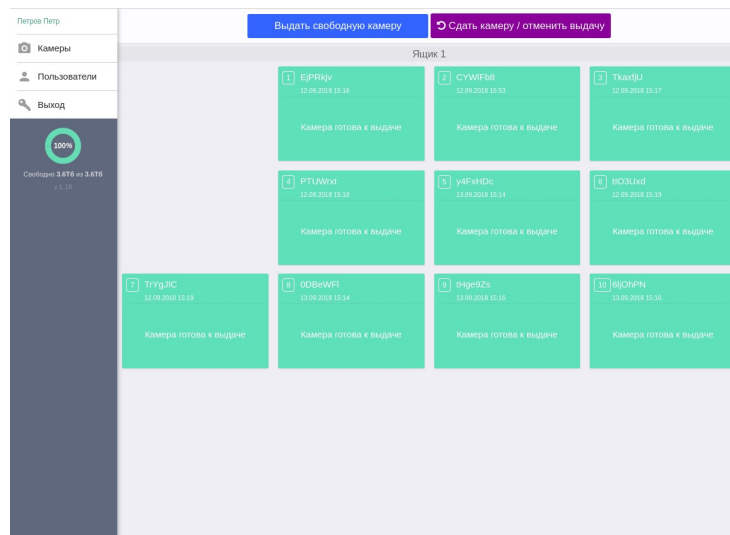 Петров Петр
Камеры
Пользователи
Выход
100%
Свободно 3.6Тб из 3.6Тб
v.1.18
Выдать свободную камеру
Сдать камеру / отменить выдачу
Ящик 1
1 EjPRkjv
12.09.2018 15:16
Камера готова к выдаче
2 CYWlFb8
12.09.2018 15:53
Камера готова к выдаче
3 TkaxfjU
12.09.2018 15:17
Камера готова к выдаче
4 PTUWrxt
12.09.2018 15:18
Камера готова к выдаче
5 y4FxHDc
13.09.2018 15:14
Камера готова к выдаче
6 tIO3Uxd
12.09.2018 15:19
Камера готова к выдаче
7 TrYgJIC
12.09.2018 15:19
Камера готова к выдаче
8 0DBeWFl
13.09.2018 15:14
Камера готова к выдаче
9 tHge9Zs
13.09.2018 15:16
Камера готова к выдаче
10 6ljOhPN
13.09.2018 15:16
Камера готова к выдаче